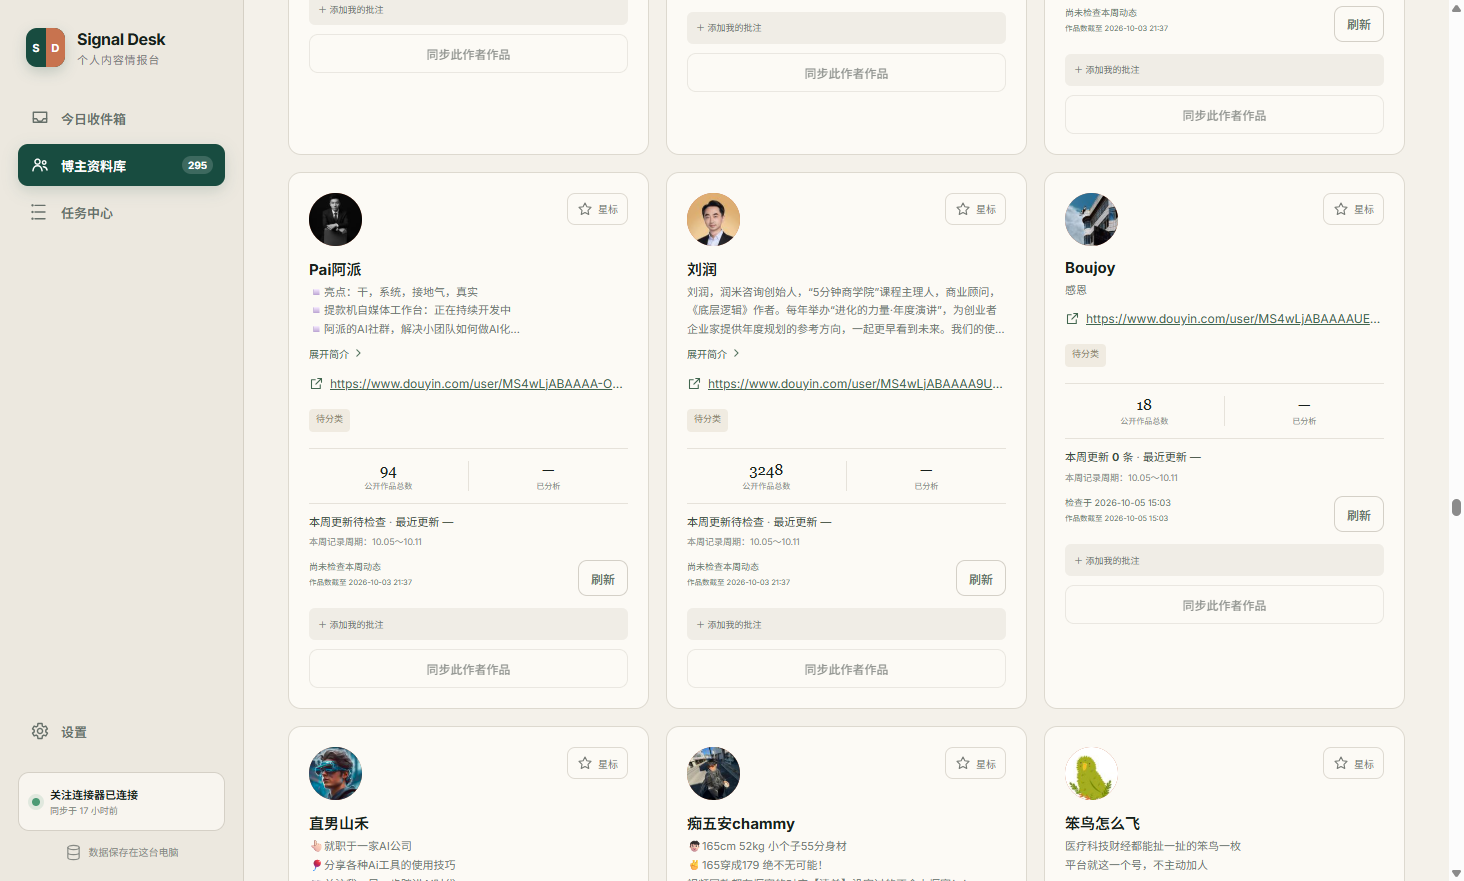 S D
Signal Desk
个人内容情报台
今日收件箱
博主资料库 295
任务中心
设置
关注连接器已连接
同步于 17 小时前
数据保存在这台电脑
+ 添加我的批注
同步此作者作品
+ 添加我的批注
同步此作者作品
尚未检查本周动态
作品数截至 2026-10-03 21:37
刷新
+ 添加我的批注
同步此作者作品
星标
Pai阿派
亮点：干，系统，接地气，真实
提款机自媒体工作台：正在持续开发中
阿派的AI社群，解决小团队如何做AI化...
展开简介
https://www.douyin.com/user/MS4wLjABAAAA-O...
待分类
94
公开作品总数
—
已分析
本周更新待检查 · 最近更新 —
本周记录周期：10.05～10.11
尚未检查本周动态
作品数截至 2026-10-03 21:37
刷新
+ 添加我的批注
同步此作者作品
星标
刘润
刘润，润米咨询创始人，“5分钟商学院”课程主理人，商业顾问，
《底层逻辑》作者。每年举办“进化的力量·年度演讲”，为创业者
企业家提供年度规划的参考方向，一起更早看到未来。我们的使...
展开简介
https://www.douyin.com/user/MS4wLjABAAAA9U...
待分类
3248
公开作品总数
—
已分析
本周更新待检查 · 最近更新 —
本周记录周期：10.05～10.11
尚未检查本周动态
作品数截至 2026-10-03 21:37
刷新
+ 添加我的批注
同步此作者作品
星标
Boujoy
感恩
https://www.douyin.com/user/MS4wLjABAAAAUE...
待分类
18
公开作品总数
—
已分析
本周更新 0 条 · 最近更新 —
本周记录周期：10.05～10.11
检查于 2026-10-05 15:03
作品数截至 2026-10-05 15:03
刷新
+ 添加我的批注
同步此作者作品
星标
直男山禾
👆🏻就职于一家AI公司
🎈分享各种Ai工具的使用技巧
星标
痴五安chammy
165cm 52kg 小个子55分身材
✌️165穿成179 绝不无可能！
星标
笨鸟怎么飞
医疗科技财经都能扯一扯的笨鸟一枚
平台就这一个号，不主动加人